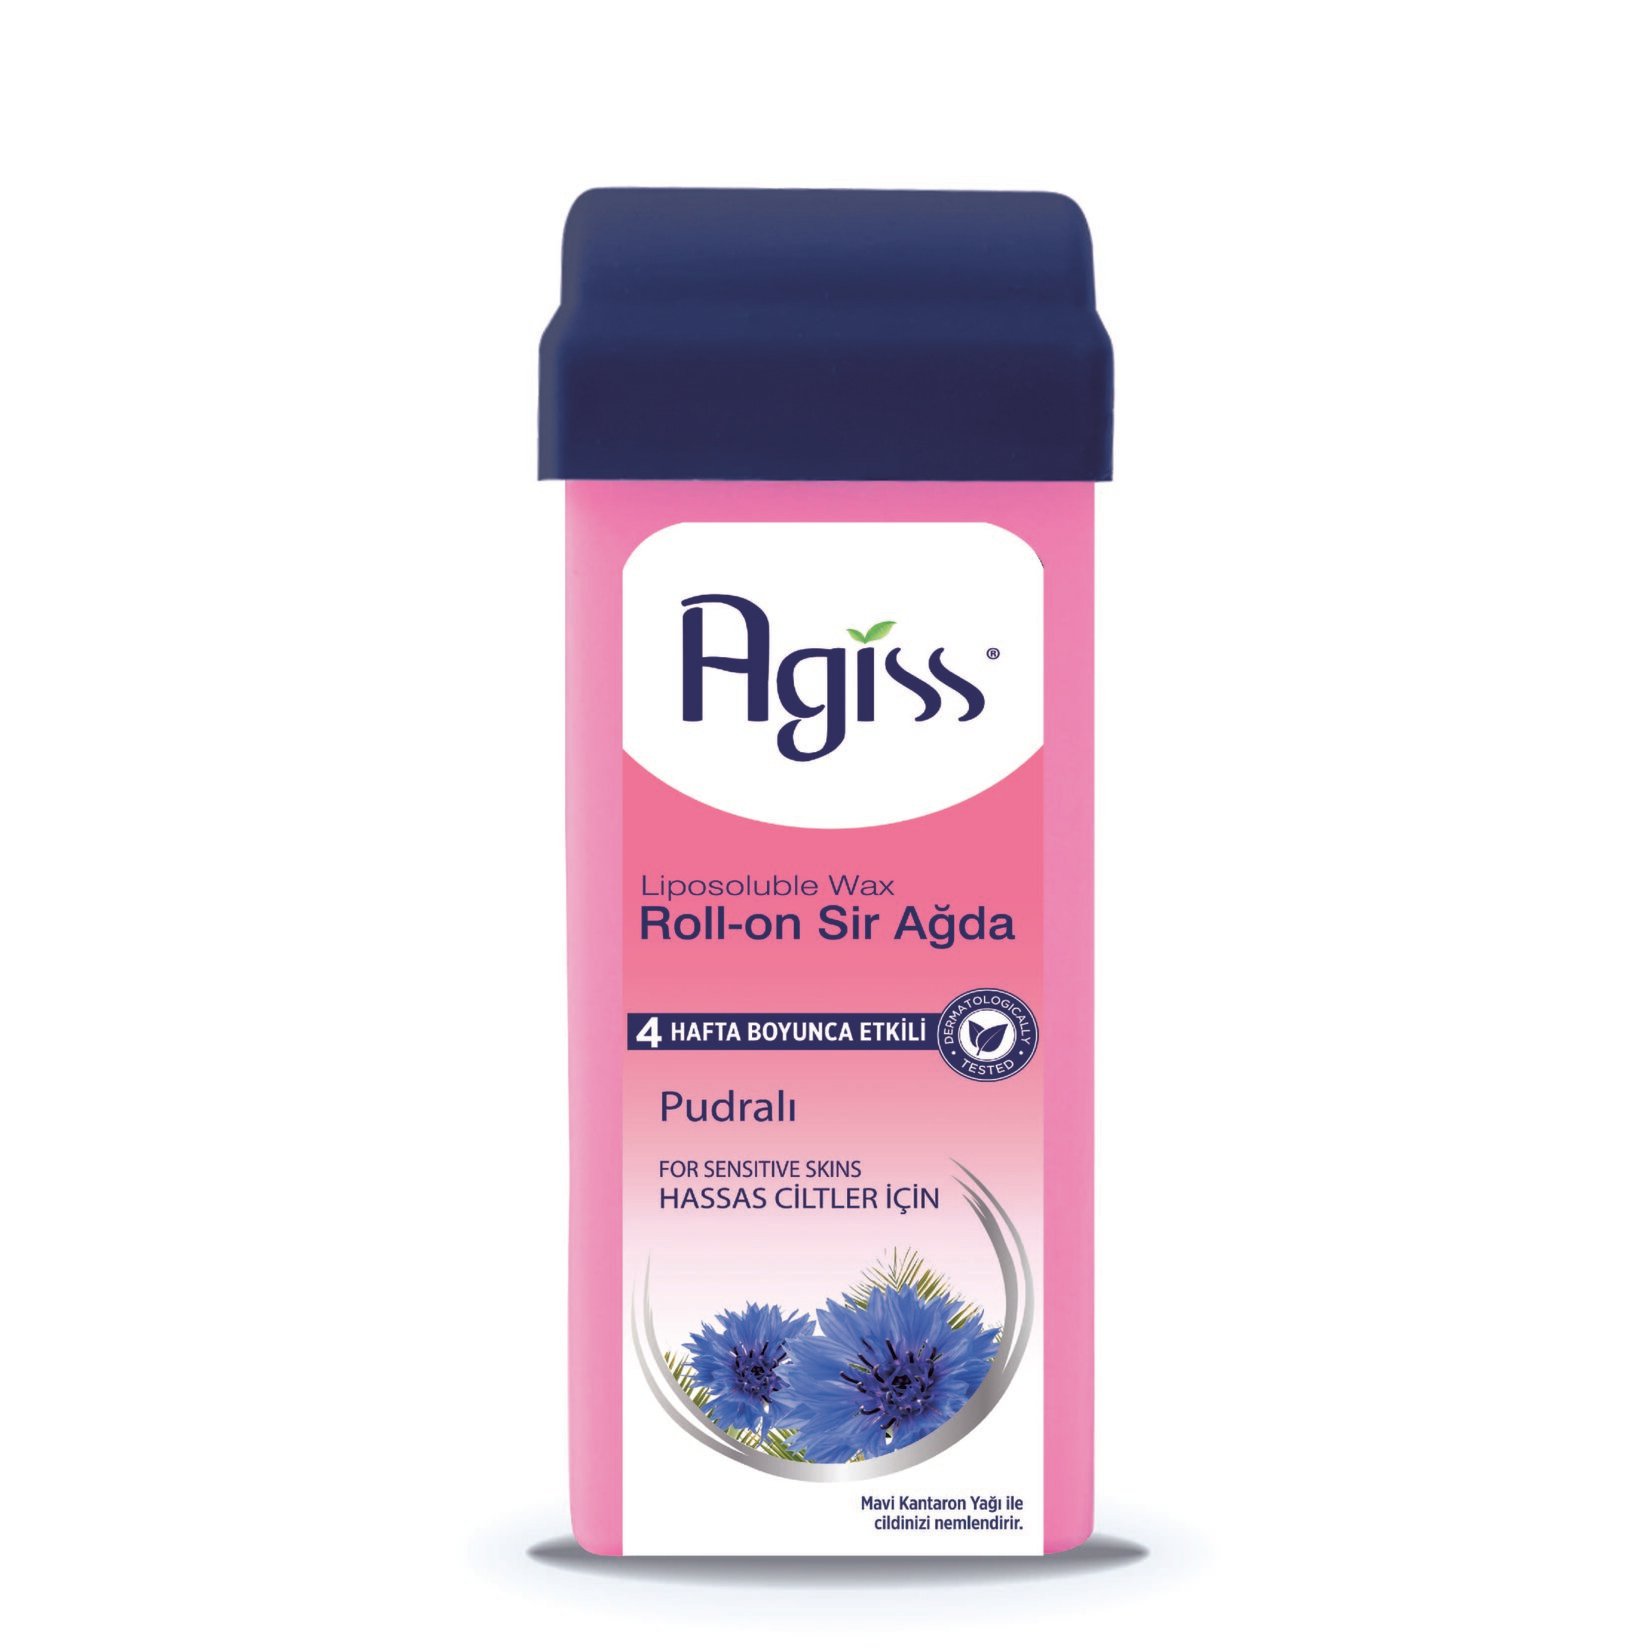 Agiss®
Liposoluble Wax
Roll-on Sir Ağda
4 HAFTA BOYUNCA ETKİLİ
DERMATOLOGICALLY
TESTED
Pudralı
FOR SENSITIVE SKINS
HASSAS CİLTLER İÇİN
Mavi Kantaron Yağı ile
cildinizi nemlendirir.